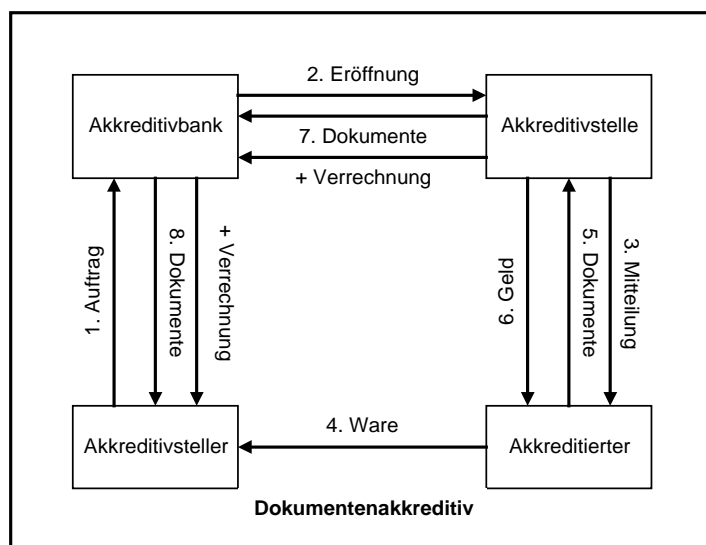 2. Eröffnung
Akkreditivbank
Akkreditivstelle
7. Dokumente
+ Verrechnung
1. Auftrag
8. Dokumente
+ Verrechnung
6. Geld
5. Dokumente
3. Mitteilung
4. Ware
Akkreditivsteller
Akkreditierter
Dokumentenakkreditiv